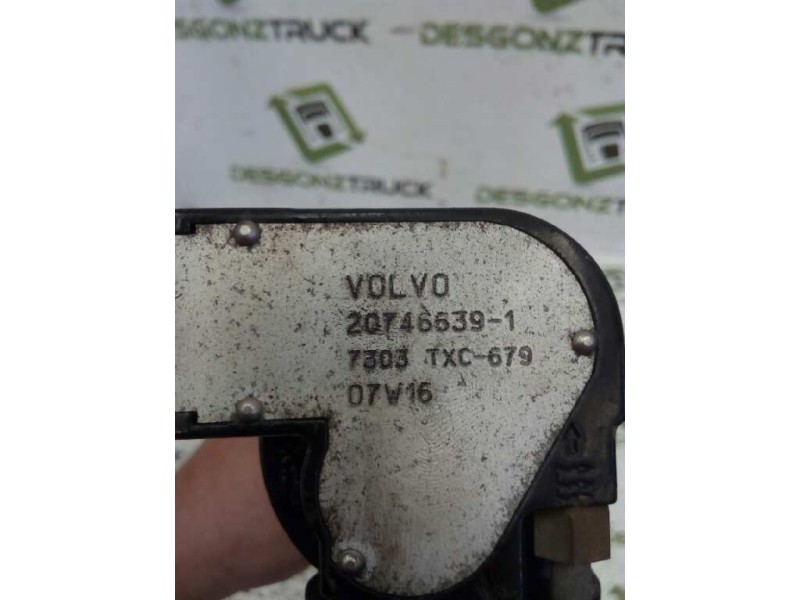 DESGONZTRUCK
DESGONZTRUCK
DESGONZTRUCK
DESGONZTRUCK
VOLVO
20746639-1
7303 TXC-679
07W16